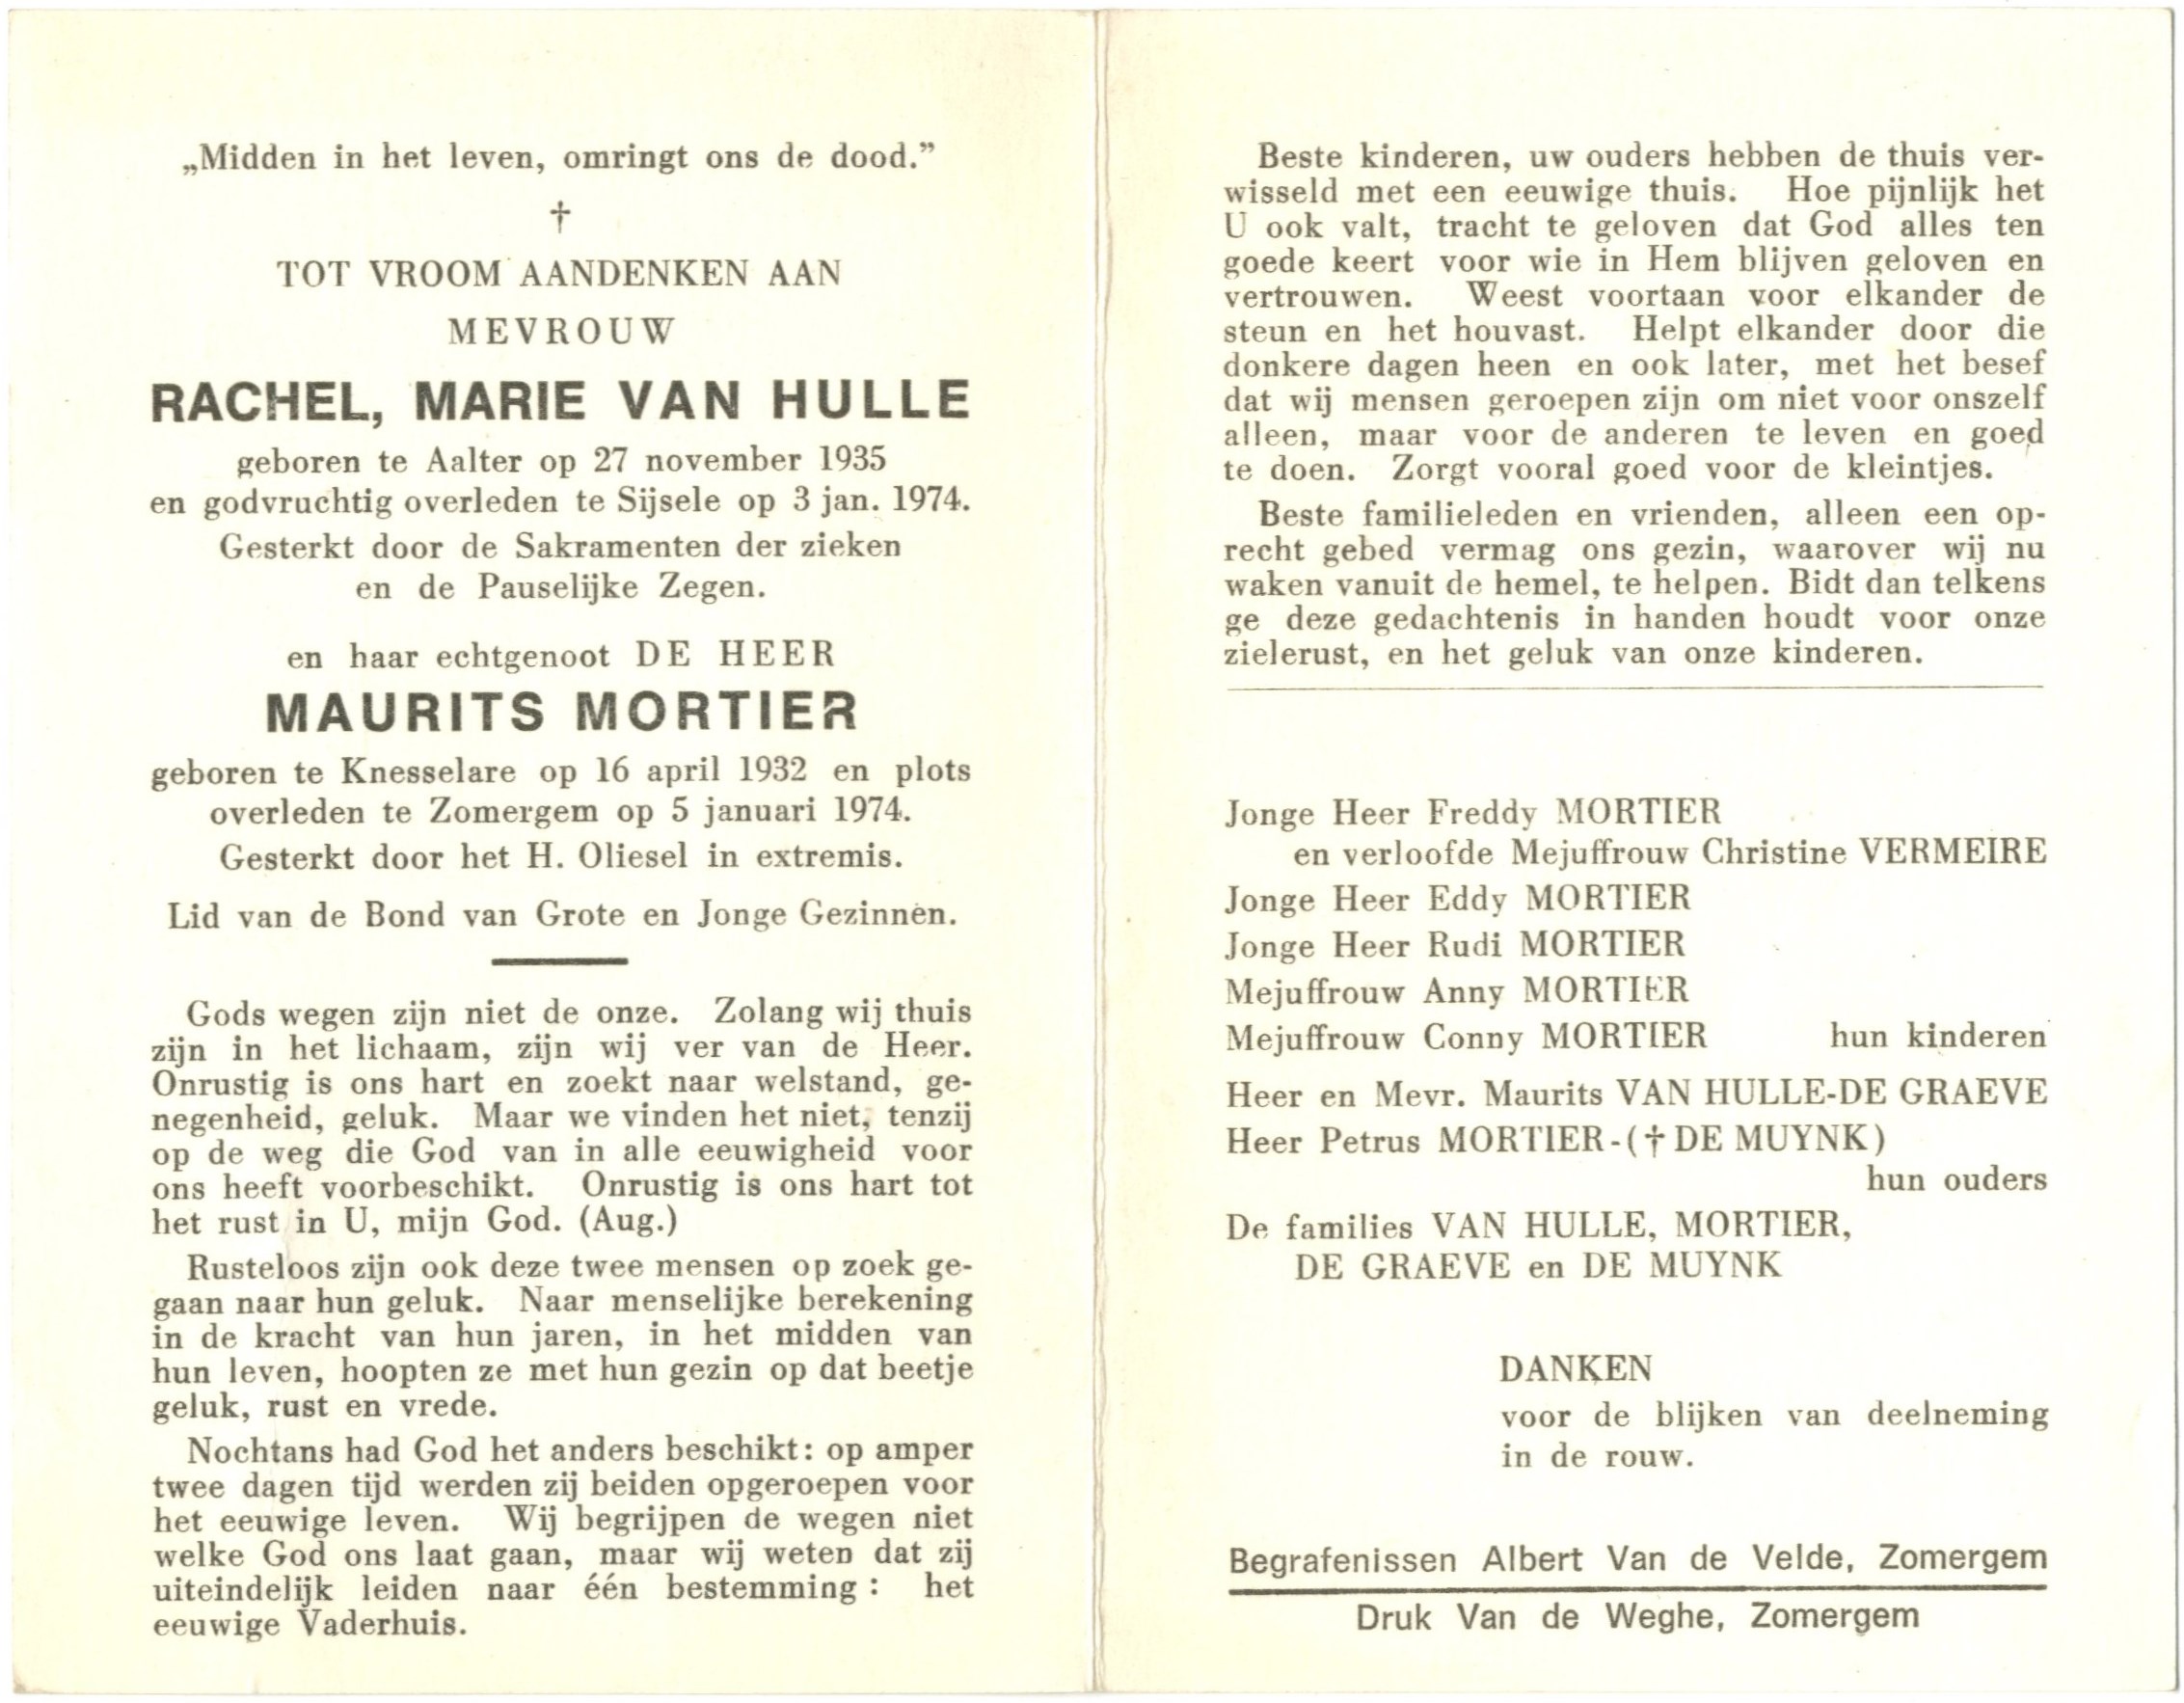 „Midden in het leven, omringt ons de dood.”
†
TOT VROOM AANDENKEN AAN
MEVROUW
RACHEL, MARIE VAN HULLE
geboren te Aalter op 27 november 1935
en godvruchtig overleden te Sijsele op 3 jan. 1974.
Gesterkt door de Sakramenten der zieken
en de Pauselijke Zegen.
en haar echtgenoot DE HEER
MAURITS MORTIER
geboren te Knesselare op 16 april 1932 en plots
overleden te Zomergem op 5 januari 1974.
Gesterkt door het H. Oliesel in extremis.
Lid van de Bond van Grote en Jonge Gezinnen.
Gods wegen zijn niet de onze. Zolang wij thuis
zijn in het lichaam, zijn wij ver van de Heer.
Onrustig is ons hart en zoekt naar welstand, ge-
negenheid, geluk. Maar we vinden het niet, tenzij
op de weg die God van in alle eeuwigheid voor
ons heeft voorbeschikt. Onrustig is ons hart tot
het rust in U, mijn God. (Aug.)
Rusteloos zijn ook deze twee mensen op zoek ge-
gaan naar hun geluk. Naar menselijke berekening
in de kracht van hun jaren, in het midden van
hun leven, hoopten ze met hun gezin op dat beetje
geluk, rust en vrede.
Nochtans had God het anders beschikt: op amper
twee dagen tijd werden zij beiden opgeroepen voor
het eeuwige leven. Wij begrijpen de wegen niet
welke God ons laat gaan, maar wij weten dat zij
uiteindelijk leiden naar één bestemming : het
eeuwige Vaderhuis.
Beste kinderen, uw ouders hebben de thuis ver-
wisseld met een eeuwige thuis. Hoe pijnlijk het
U ook valt, tracht te geloven dat God alles ten
goede keert voor wie in Hem blijven geloven en
vertrouwen. Weest voortaan voor elkander de
steun en het houvast. Helpt elkander door die
donkere dagen heen en ook later, met het besef
dat wij mensen geroepen zijn om niet voor onszelf
alleen, maar voor de anderen te leven en goed
te doen. Zorgt vooral goed voor de kleintjes.
Beste familieleden en vrienden, alleen een op-
recht gebed vermag ons gezin, waarover wij nu
waken vanuit de hemel, te helpen. Bidt dan telkens
ge deze gedachtenis in handen houdt voor onze
zielerust, en het geluk van onze kinderen.
Jonge Heer Freddy MORTIER
en verloofde Mejuffrouw Christine VERMEIRE
Jonge Heer Eddy MORTIER
Jonge Heer Rudi MORTIER
Mejuffrouw Anny MORTIER
Mejuffrouw Conny MORTIER hun kinderen
Heer en Mevr. Maurits VAN HULLE-DE GRAEVE
Heer Petrus MORTIER-(† DE MUYNK)
hun ouders
De families VAN HULLE, MORTIER,
DE GRAEVE en DE MUYNK
DANKEN
voor de blijken van deelneming
in de rouw.
Begrafenissen Albert Van de Velde, Zomergem
Druk Van de Weghe, Zomergem